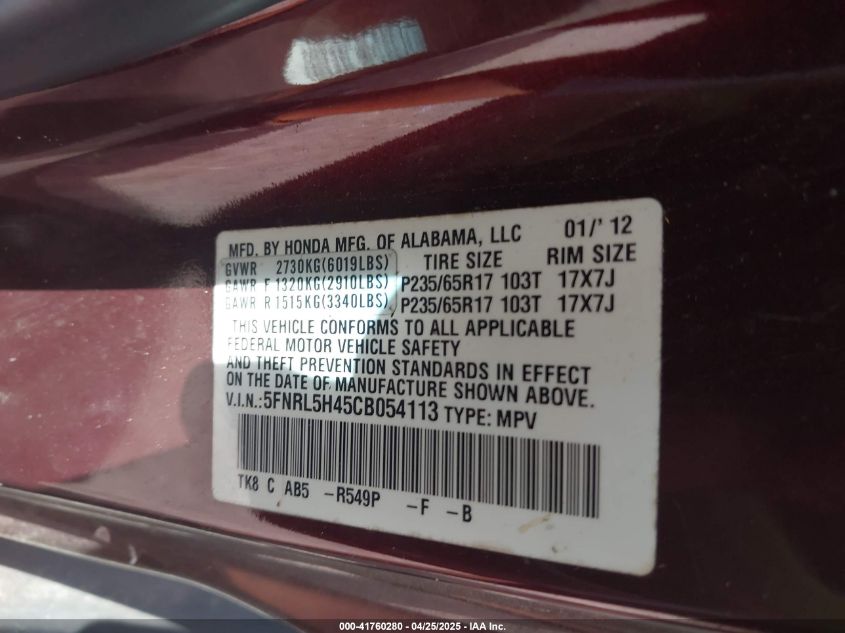 MFD. BY HONDA MFG. OF ALABAMA, LLC 01/' 12
GVWR 2730KG(6019LBS) TIRE SIZE RIM SIZE
GAWR F 1320KG(2910LBS) P235/65R17 103T 17X7J
GAWR R 1515KG(3340LBS) P235/65R17 103T 17X7J
THIS VEHICLE CONFORMS TO ALL APPLICABLE
FEDERAL MOTOR VEHICLE SAFETY
AND THEFT PREVENTION STANDARDS IN EFFECT
ON THE DATE OF MANUFACTURE SHOWN ABOVE.
V.I.N.:5FNRL5H45CB054113 TYPE: MPV
TK8 C AB5 -R549P -F -B
000-41760280 - 04/25/2025 - IAA Inc.